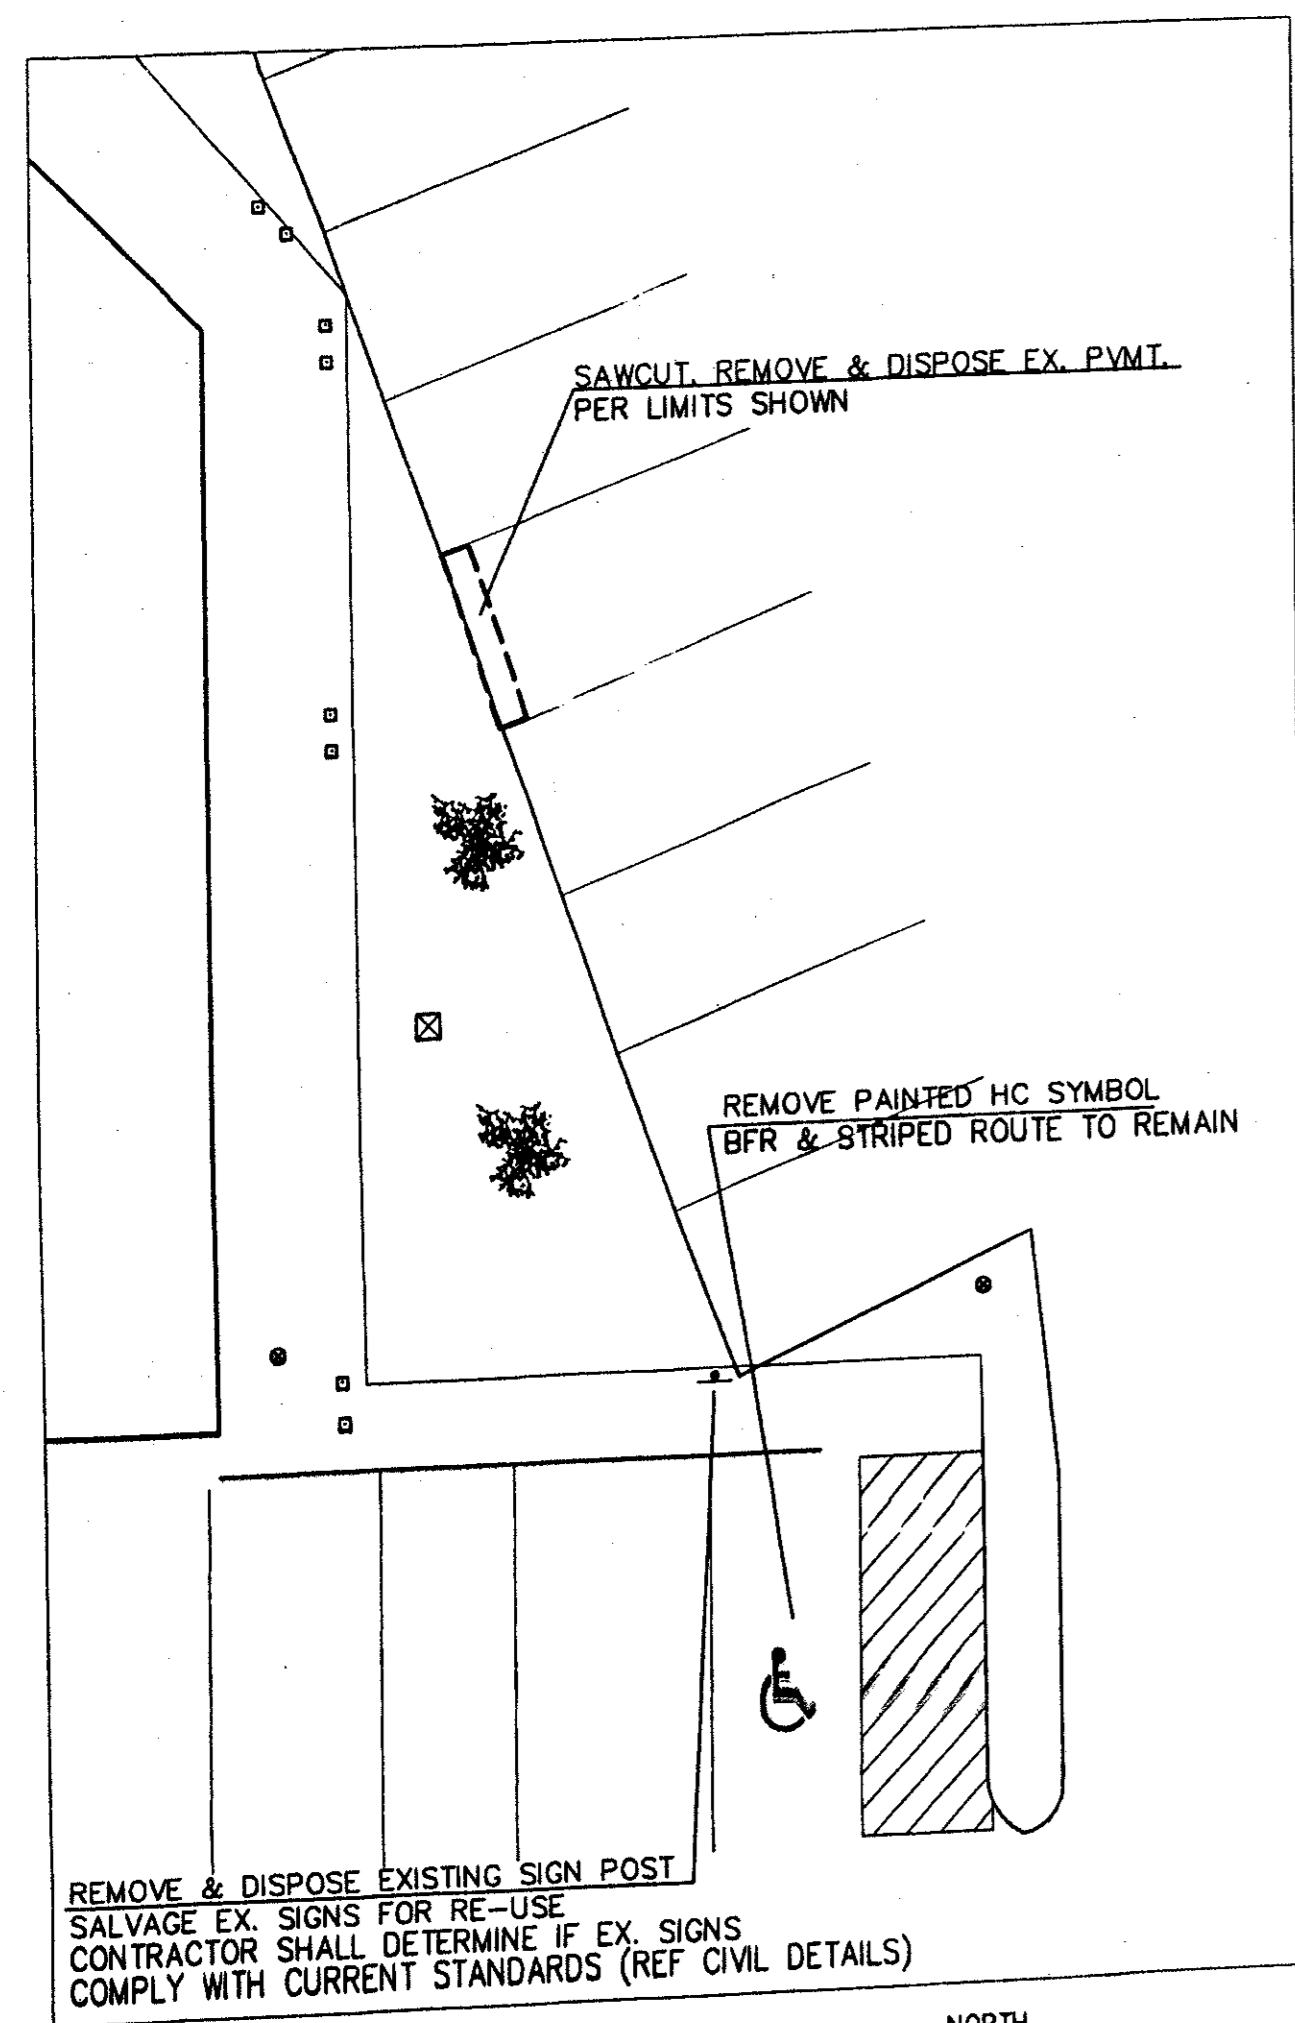 SAWCUT, REMOVE & DISPOSE EX. PVMT.
PER LIMITS SHOWN
REMOVE PAINTED HC SYMBOL
BFR & STRIPED ROUTE TO REMAIN
REMOVE & DISPOSE EXISTING SIGN POST
SALVAGE EX. SIGNS FOR RE-USE
CONTRACTOR SHALL DETERMINE IF EX. SIGNS
COMPLY WITH CURRENT STANDARDS (REF CIVIL DETAILS)
NORTH